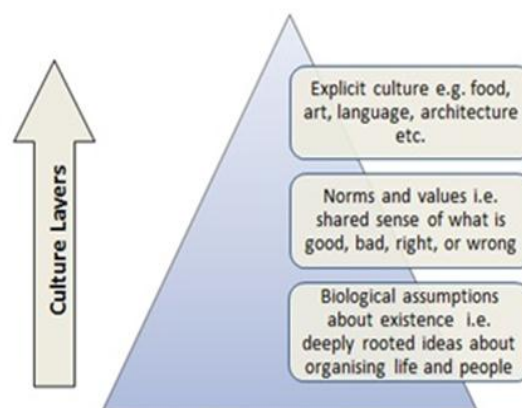 Culture Layers
Explicit culture e.g. food,
art, language, architecture
etc.
Norms and values i.e.
shared sense of what is
good, bad, right, or wrong
Biological assumptions
about existence i.e.
deeply rooted ideas about
organising life and people